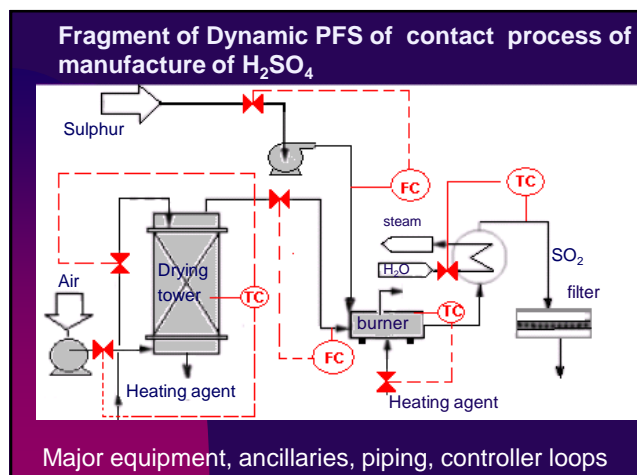 Fragment of Dynamic PFS of contact process of
manufacture of H₂SO₄
Sulphur
FC
TC
steam
H₂O
SO₂
Air
Drying
tower
TC
burner
TC
filter
FC
Heating agent
Heating agent
Major equipment, ancillaries, piping, controller loops